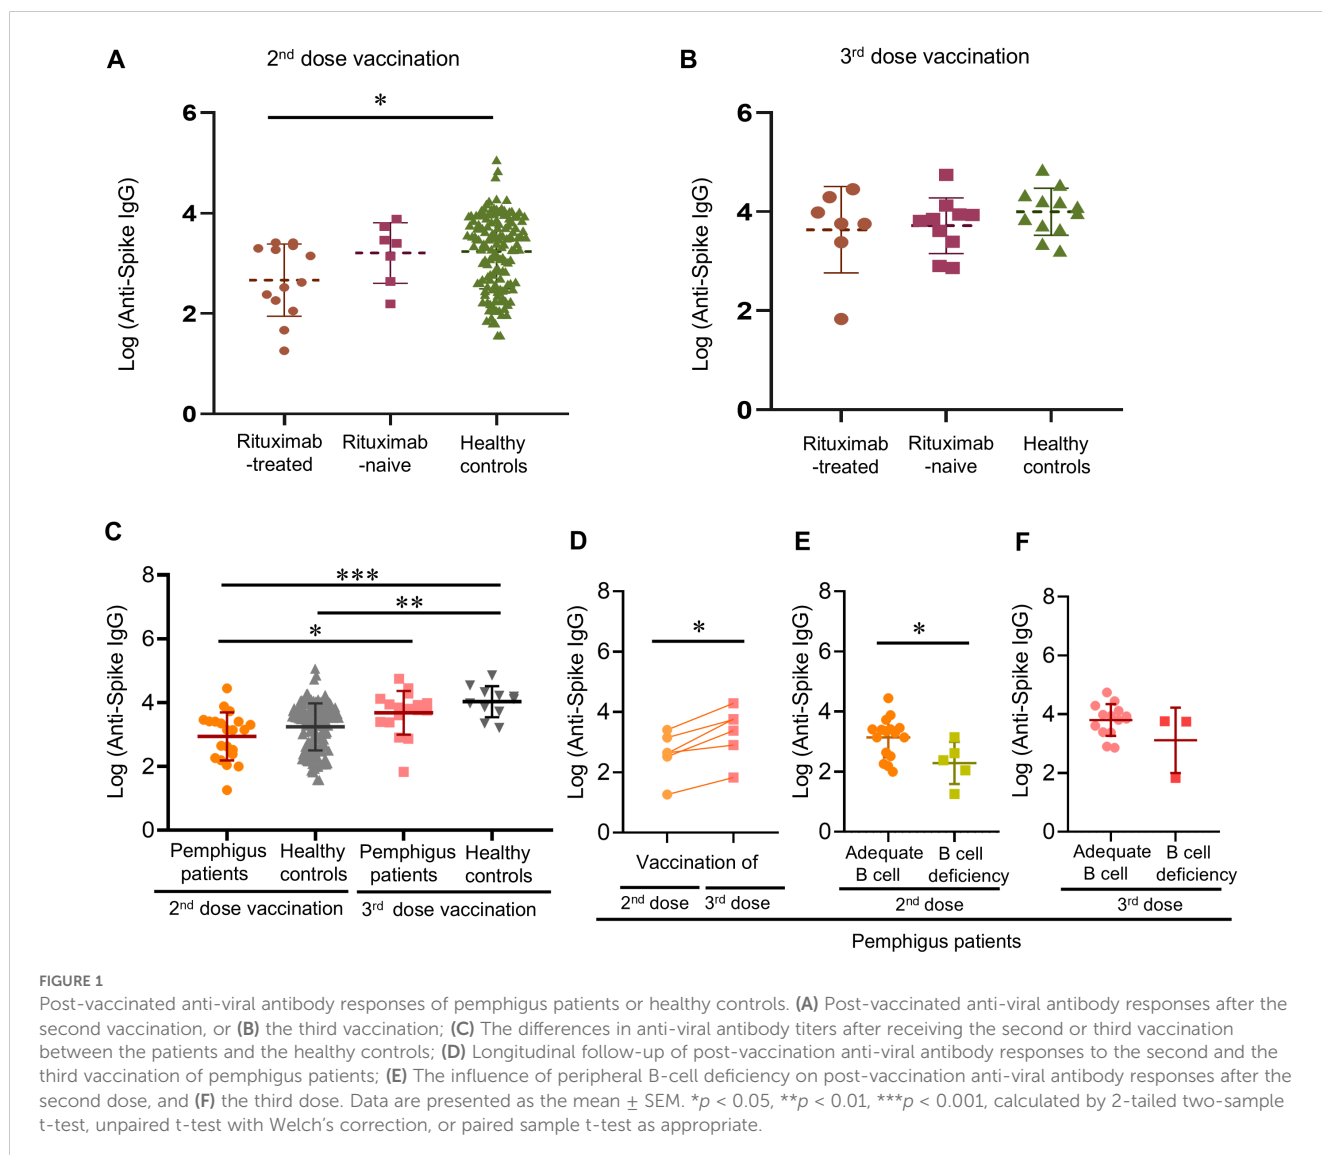 A
2nd dose vaccination
*
Log (Anti-Spike IgG)
6
4
2
0
Rituximab
-treated
Rituximab
-naive
Healthy
controls
B
3rd dose vaccination
Log (Anti-Spike IgG)
6
4
2
0
Rituximab
-treated
Rituximab
-naive
Healthy
controls
C
***
**
*
Log (Anti-Spike IgG)
8
6
4
2
0
Pemphigus
patients
Healthy
controls
Pemphigus
patients
Healthy
controls
2nd dose vaccination
3rd dose vaccination
D
*
Log (Anti-Spike IgG)
8
6
4
2
0
Vaccination of
2nd dose
3rd dose
E
*
Log (Anti-Spike IgG)
8
6
4
2
0
Adequate
B cell
B cell
deficiency
2nd dose
F
Log (Anti-Spike IgG)
8
6
4
2
0
Adequate
B cell
B cell
deficiency
3rd dose
Pemphigus patients
FIGURE 1
Post-vaccinated anti-viral antibody responses of pemphigus patients or healthy controls. (A) Post-vaccinated anti-viral antibody responses after the
second vaccination, or (B) the third vaccination; (C) The differences in anti-viral antibody titers after receiving the second or third vaccination
between the patients and the healthy controls; (D) Longitudinal follow-up of post-vaccination anti-viral antibody responses to the second and the
third vaccination of pemphigus patients; (E) The influence of peripheral B-cell deficiency on post-vaccination anti-viral antibody responses after the
second dose, and (F) the third dose. Data are presented as the mean ± SEM. *p < 0.05, **p < 0.01, ***p < 0.001, calculated by 2-tailed two-sample
t-test, unpaired t-test with Welch's correction, or paired sample t-test as appropriate.